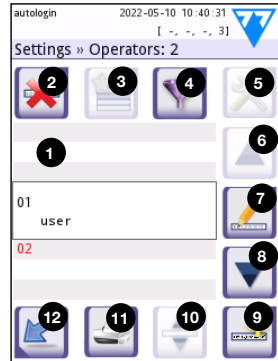 autologin 2022-05-10 10:40:31
[ -, -, -, 3]
Settings » Operators: 2
2 3 4 5
1
6
01
user
7
02
8
12 11 10 9